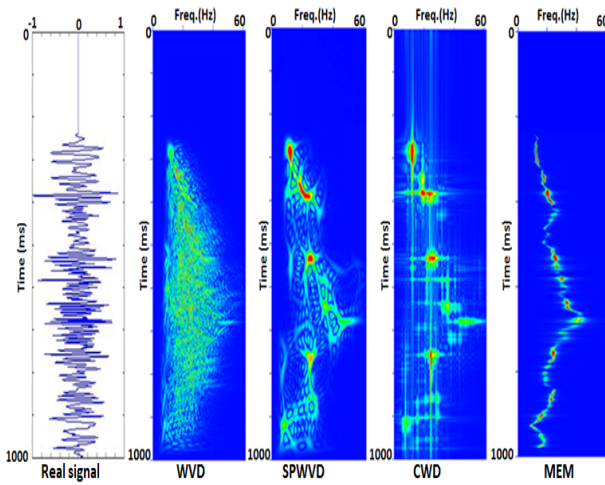 -1 0 1
Freq.(Hz)
0 60
Freq.(Hz)
0 60
Freq.(Hz)
0 60
Freq.(Hz)
0 60
0
Time (ms)
1000
Real signal
0
Time (ms)
1000
WVD
0
Time (ms)
1000
SPWVD
0
Time (ms)
1000
CWD
0
Time (ms)
1000
MEM